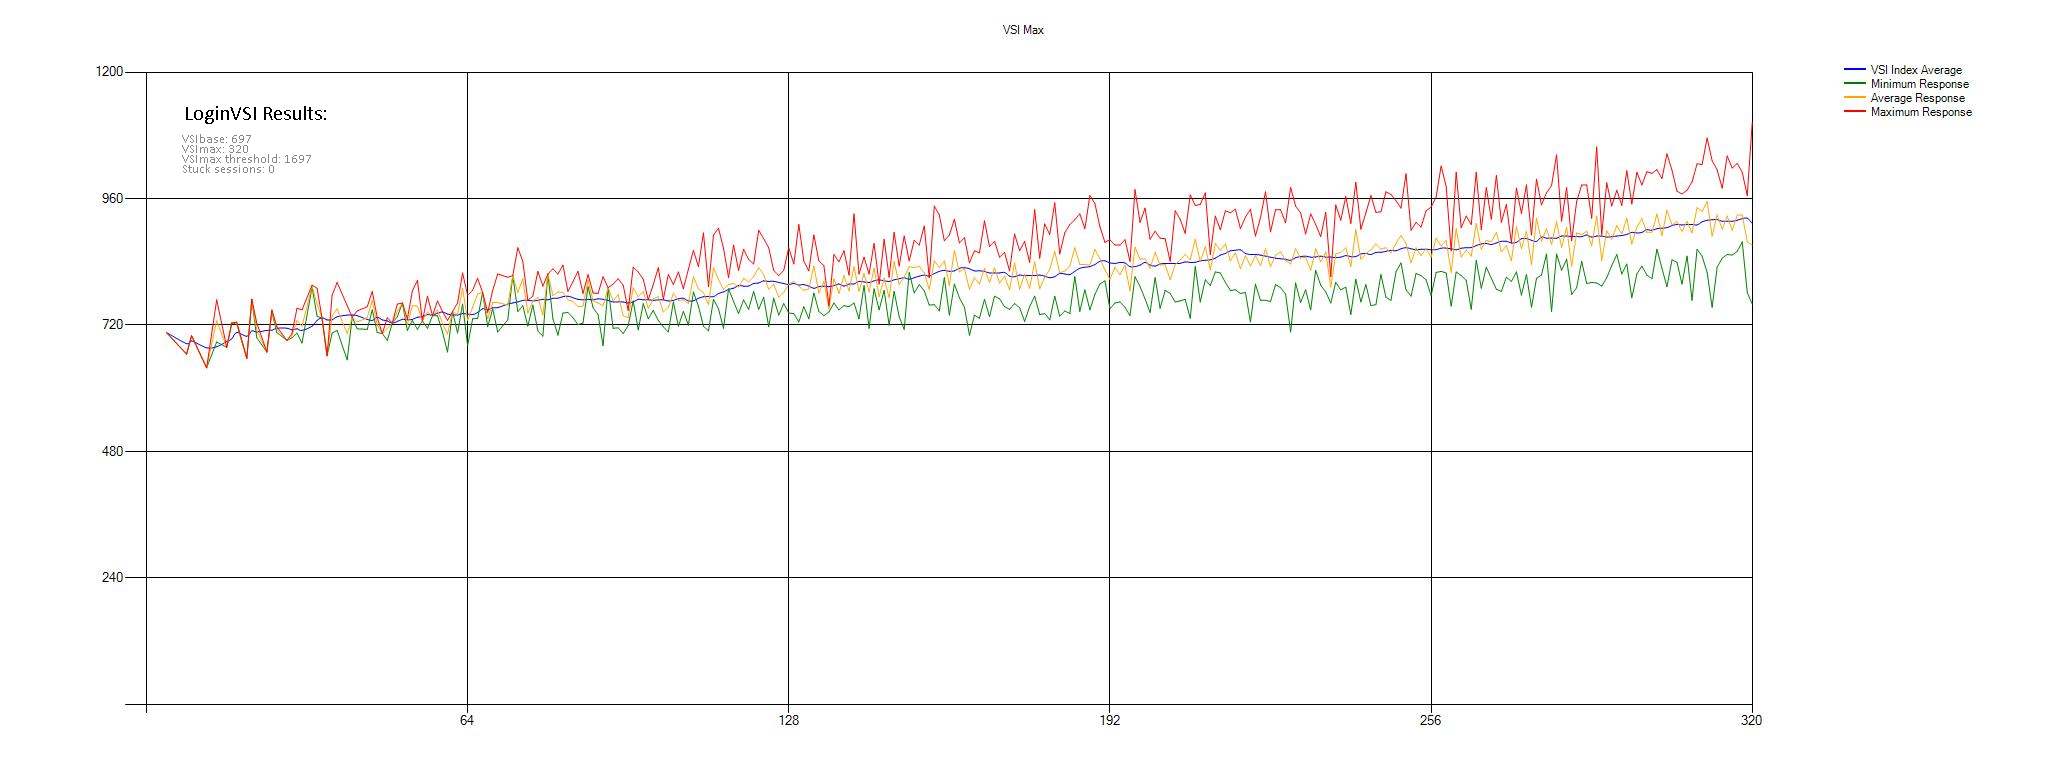 VSI Max
1200
960
720
480
240
64
128
192
256
320
LoginVSI Results:
VSIbase: 697
VSImax: 320
VSImax threshold: 1697
Stuck sessions: 0
VSI Index Average
Minimum Response
Average Response
Maximum Response